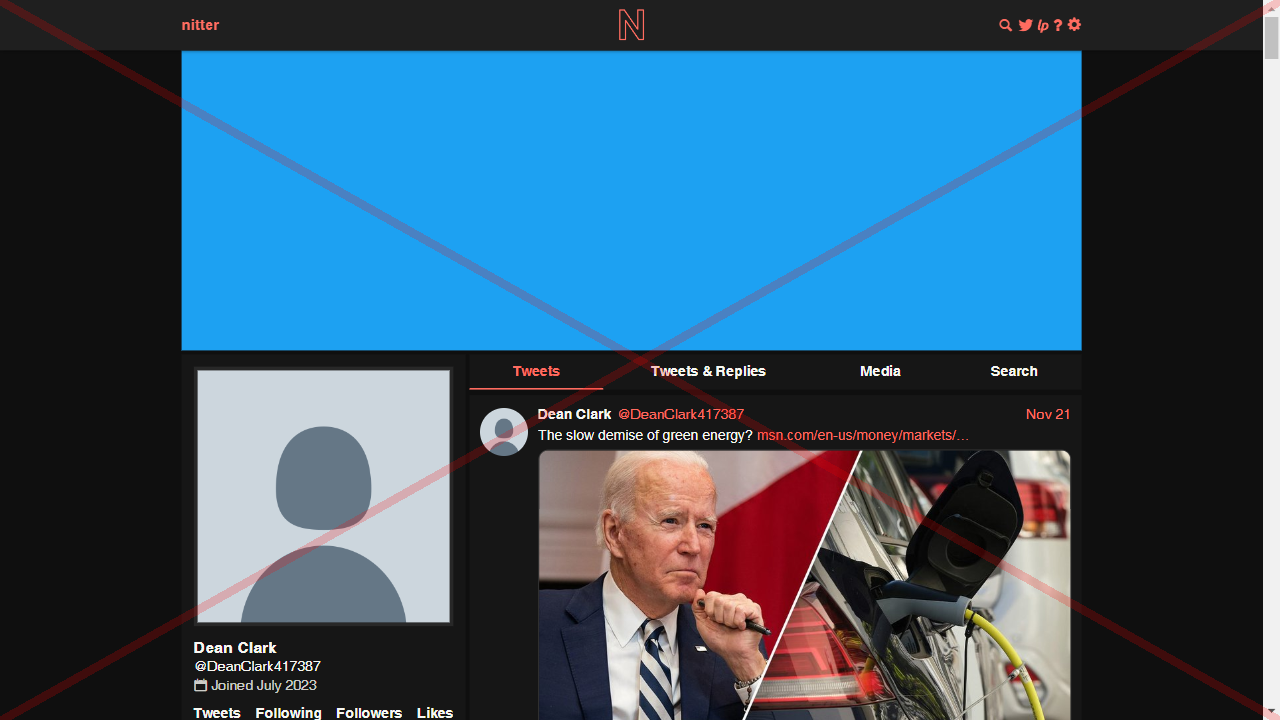 nitter
N
lp ?
Tweets Tweets & Replies Media Search
Dean Clark @DeanClark417387 Nov 21
The slow demise of green energy? msn.com/en-us/money/markets/…
Dean Clark
@DeanClark417387
Joined July 2023
Tweets Following Followers Likes